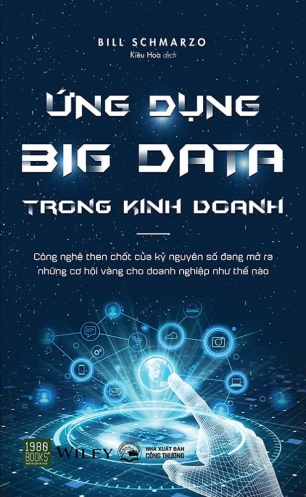 BILL SCHMARZO
Kiều Hoà dịch
ỨNG DỤNG
BIG DATA
TRONG KINH DOANH
Công nghệ then chốt của kỷ nguyên số đang mở ra
những cơ hội vàng cho doanh nghiệp như thế nào
1980
BOOKS
WILEY
NHÀ XUẤT BẢN
CÔNG THƯƠNG